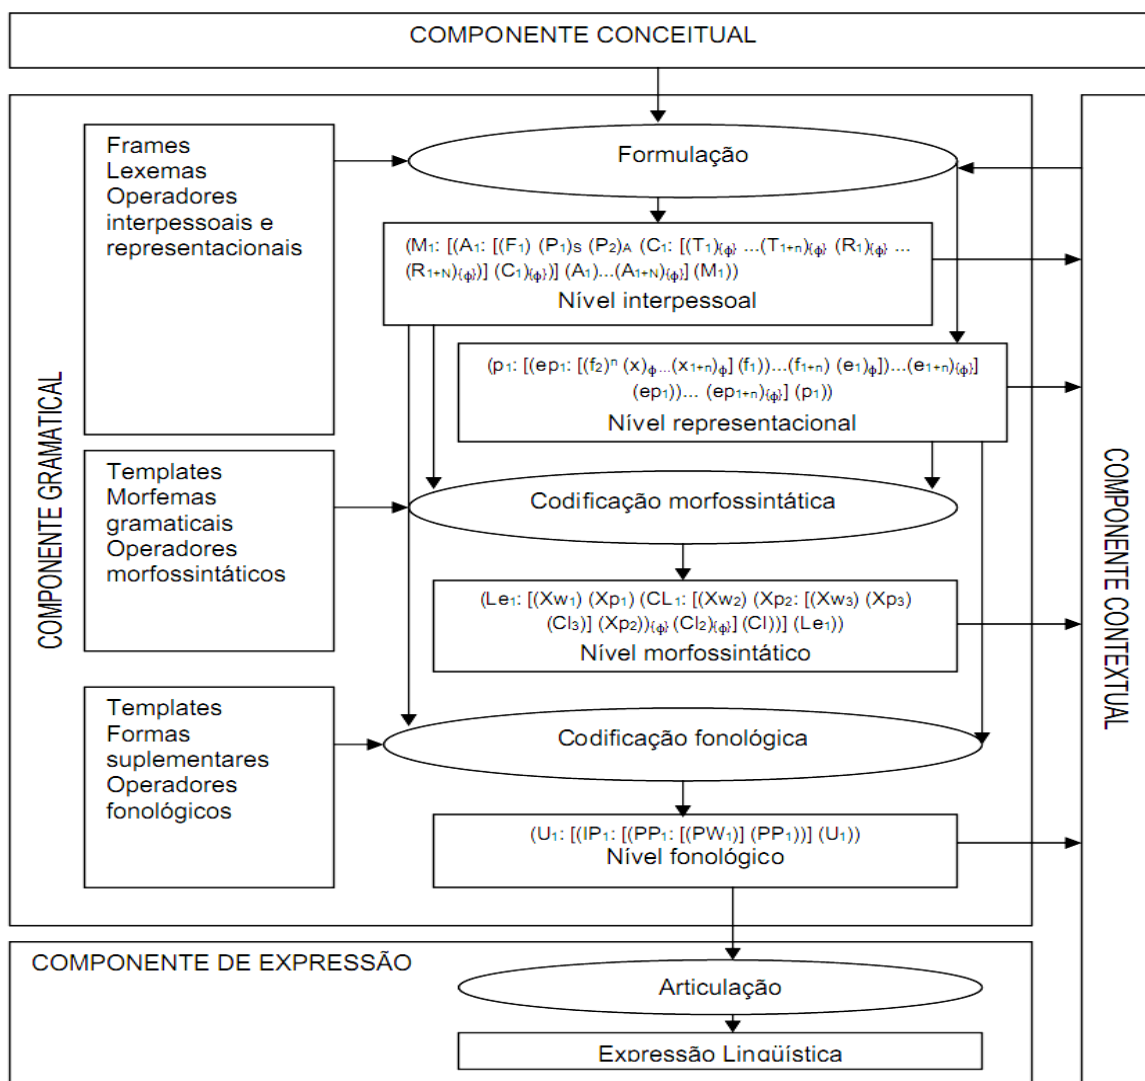 COMPONENTE CONCEITUAL
COMPONENTE GRAMATICAL
Frames
Lexemas
Operadores
interpessoais e
representacionais
Formulação
(M₁: [(A₁: [(F₁) (P₁)S (P₂)A (C₁: [(T₁){ϕ} ...(T₁₊n){ϕ} (R₁){ϕ} ...
(R₁₊N){ϕ})] (C₁){ϕ})] (A₁)...(A₁₊N){ϕ}] (M₁))
Nível interpessoal
(p₁: [(ep₁: [(f₂)ⁿ (x)ϕ...(x₁₊n)ϕ] (f₁))...(f₁₊n) (e₁)ϕ])...(e₁₊n){ϕ}]
(ep₁))... (ep₁₊n){ϕ}] (p₁))
Nível representacional
Templates
Morfemas
gramaticais
Operadores
morfossintáticos
Codificação morfossintática
(Le₁: [(Xw₁) (Xp₁) (CL₁: [(Xw₂) (Xp₂: [(Xw₃) (Xp₃)
(Cl₃)] (Xp₂)){ϕ} (Cl₂){ϕ}] (Cl))] (Le₁))
Nível morfossintático
Templates
Formas
suplementares
Operadores
fonológicos
Codificação fonológica
(U₁: [(IP₁: [(PP₁: [(PW₁)] (PP₁))] (U₁))
Nível fonológico
COMPONENTE CONTEXTUAL
COMPONENTE DE EXPRESSÃO
Articulação
Expressão Lingüística